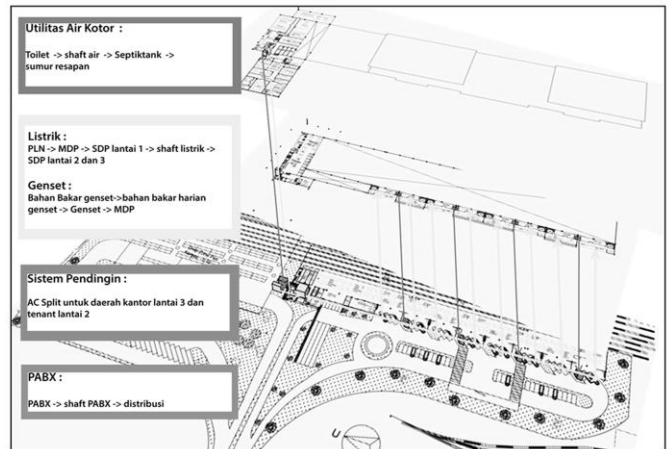 Utilitas Air Kotor :
Toilet -> shaft air -> Septiktank ->
sumur resapan
Listrik :
PLN -> MDP -> SDP lantai 1 -> shaft listrik ->
SDP lantai 2 dan 3
Genset :
Bahan Bakar genset->bahan bakar harian
genset -> Genset -> MDP
Sistem Pendingin :
AC Split untuk daerah kantor lantai 3 dan
tenant lantai 2
PABX :
PABX -> shaft PABX -> distribusi
U